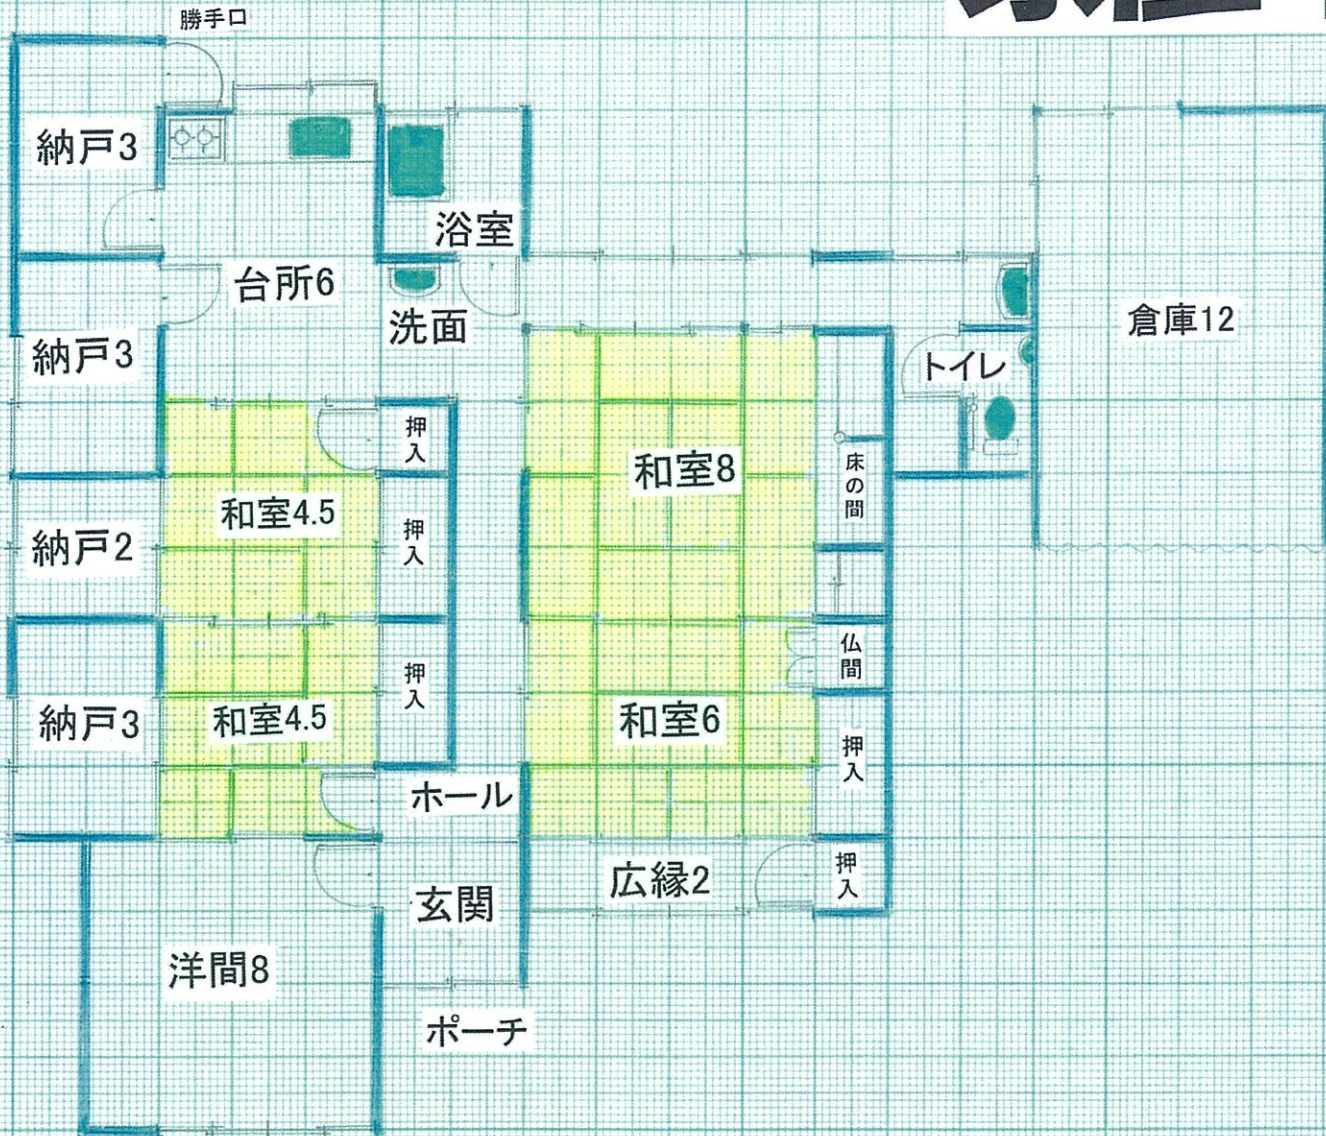 勝手口
納戸3
浴室
台所6
洗面
倉庫12
納戸3
トイレ
押入
和室8
床の間
和室4.5
押入
納戸2
仏間
押入
納戸3
和室4.5
和室6
押入
ホール
広縁2
押入
玄関
洋間8
ポーチ